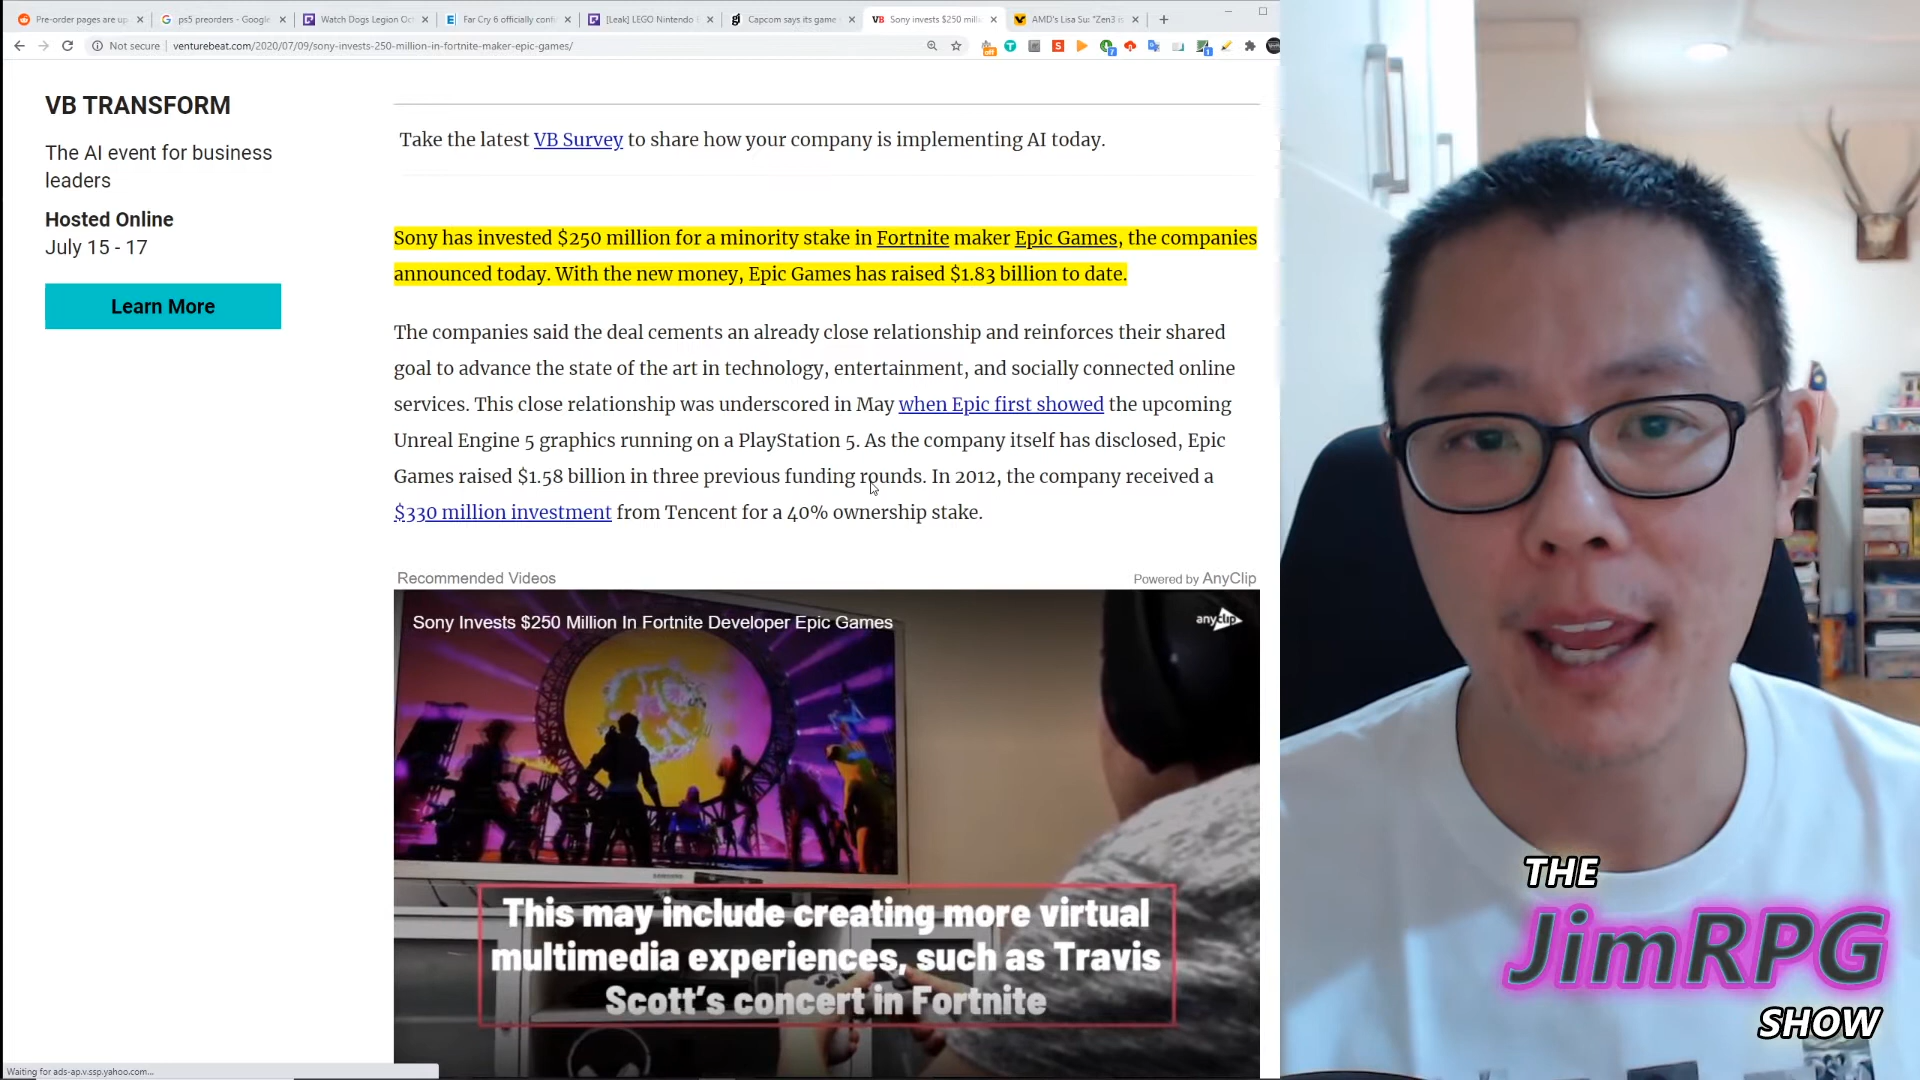 Pre-order pages are up
ps5 preorders - Google
Watch Dogs Legion Oct
Far Cry 6 officially conf
[Leak] LEGO Nintendo
Capcom says its game
VB Sony invests $250 mill
AMD's Lisa Su: "Zen3 i
Not secure | venturebeat.com/2020/07/09/sony-invests-250-million-in-fortnite-maker-epic-games/
VB TRANSFORM
The AI event for business
leaders
Hosted Online
July 15 - 17
Learn More
Take the latest VB Survey to share how your company is implementing AI today.
Sony has invested $250 million for a minority stake in Fortnite maker Epic Games, the companies
announced today. With the new money, Epic Games has raised $1.83 billion to date.
The companies said the deal cements an already close relationship and reinforces their shared
goal to advance the state of the art in technology, entertainment, and socially connected online
services. This close relationship was underscored in May when Epic first showed the upcoming
Unreal Engine 5 graphics running on a PlayStation 5. As the company itself has disclosed, Epic
Games raised $1.58 billion in three previous funding rounds. In 2012, the company received a
$330 million investment from Tencent for a 40% ownership stake.
Recommended Videos
Powered by AnyClip
Sony Invests $250 Million In Fortnite Developer Epic Games
anyclip
SAMSUNG
This may include creating more virtual
multimedia experiences, such as Travis
Scott's concert in Fortnite
Waiting for ads-ap.v.ssp.yahoo.com...
THE
JimRPG
SHOW